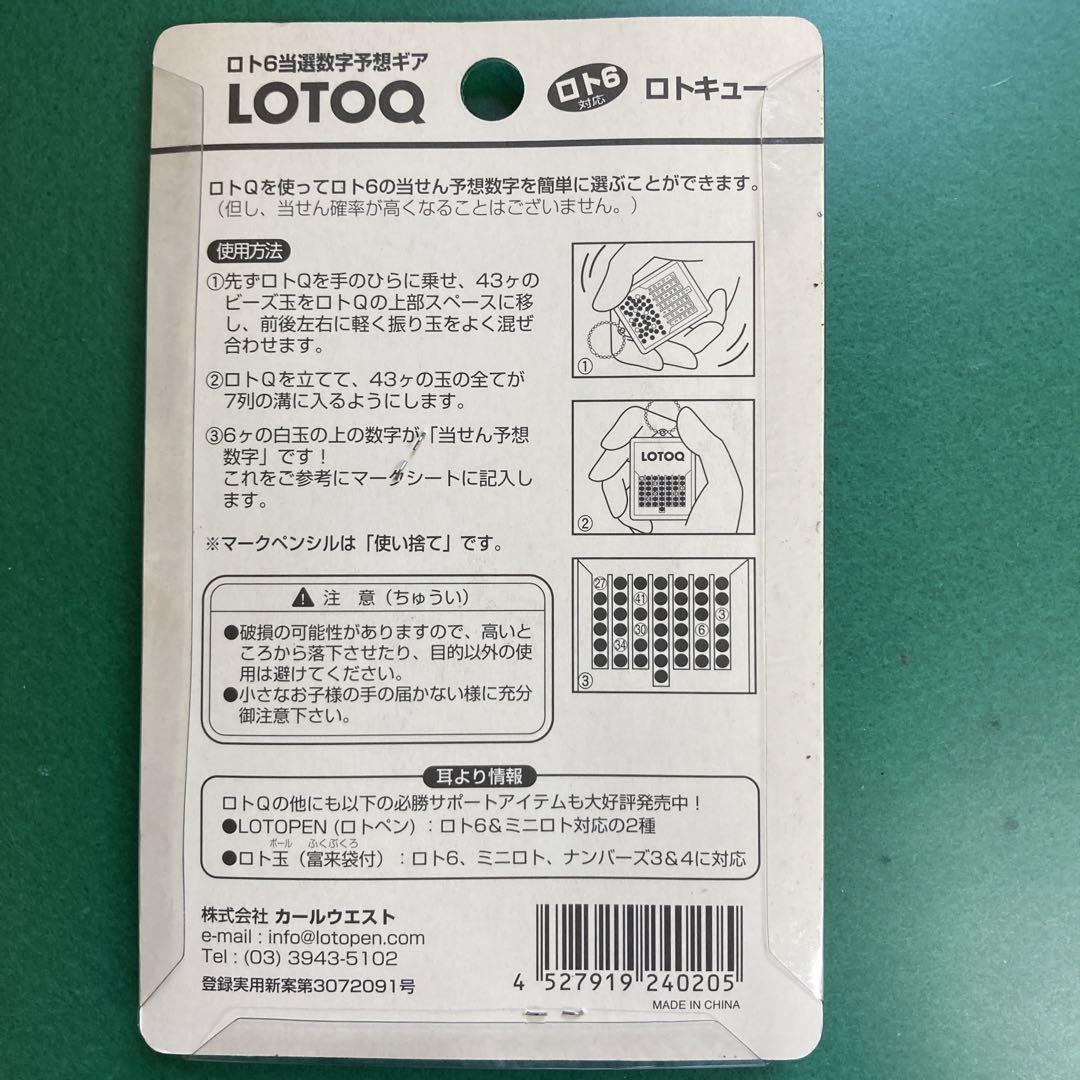 ロト6当選数字予想ギア
LOTOQ
ロト6
対応
ロトキュー
ロトQを使ってロト6の当せん予想数字を簡単に選ぶことができます。
（但し、当せん確率が高くなることはございません。）
使用方法
①先ずロトQを手のひらに乗せ、43ヶの
ビーズ玉をロトQの上部スペースに移
し、前後左右に軽く振り玉をよく混ぜ
合わせます。
①
②ロトQを立てて、43ヶの玉の全てが
7列の溝に入るようにします。
LOTOQ
②
③6ヶの白玉の上の数字が「当せん予想
数字」です！
これをご参考にマークシートに記入し
ます。
※マークペンシルは「使い捨て」です。
27
41
3
30
6
34
③
注 意（ちゅうい）
●破損の可能性がありますので、高いと
ころから落下させたり、目的以外の使
用は避けてください。
●小さなお子様の手の届かない様に充分
御注意下さい。
耳より情報
ロトQの他にも以下の必勝サポートアイテムも大好評発売中！
●LOTOPEN (ロトペン)：ロト6＆ミニロト対応の2種
ボール ふくぶくろ
●ロト玉（富来袋付）：ロト6、ミニロト、ナンバーズ3＆4に対応
株式会社 カールウエスト
e-mail : info@lotopen.com
Tel : (03) 3943-5102
登録実用新案第3072091号
4 527919 240205
MADE IN CHINA